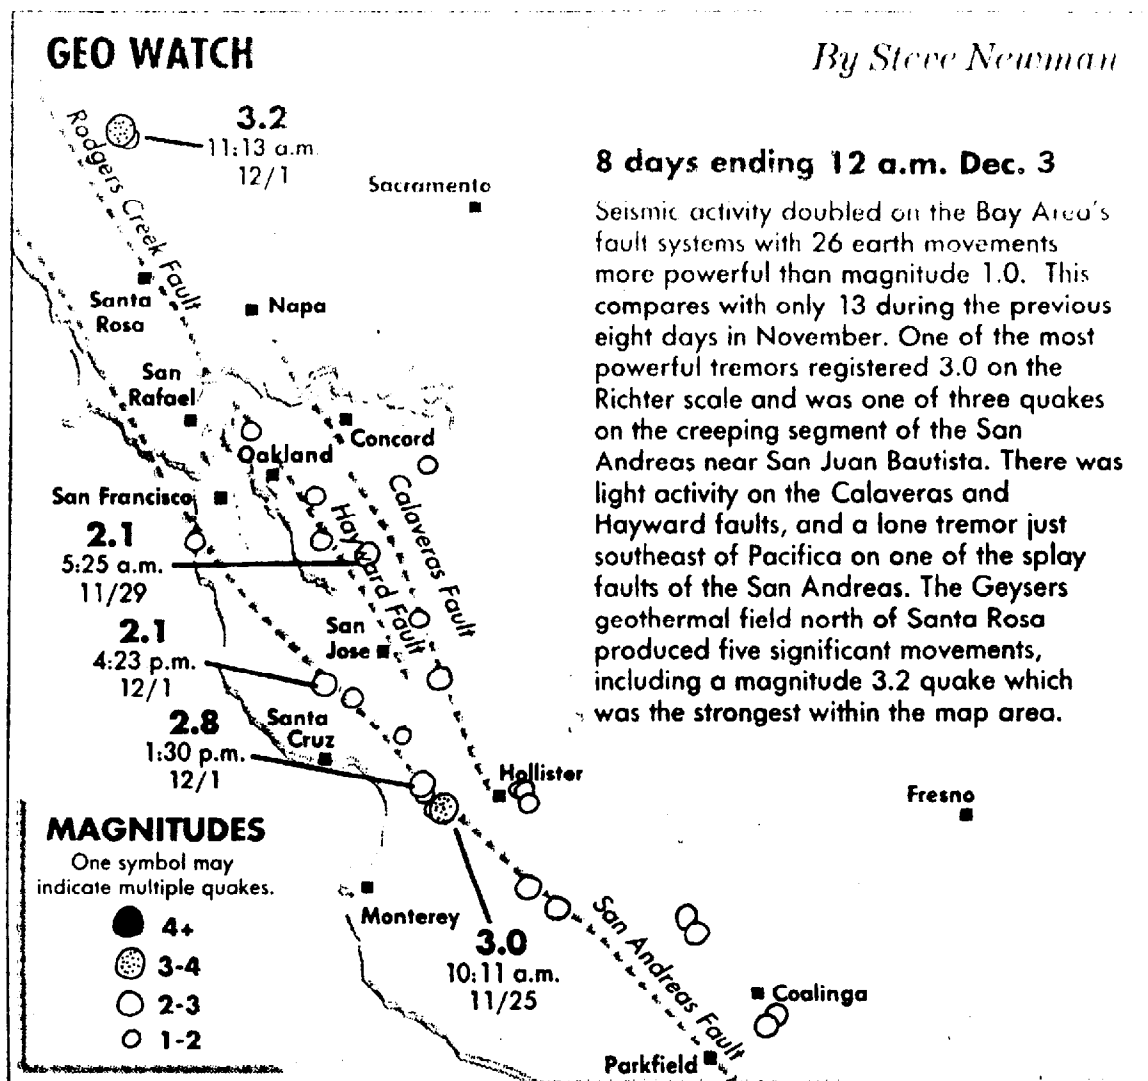 GEO WATCH
By Steve Newman
3.2
11:13 a.m.
12/1
Rodgers Creek Fault
Sacramento
Santa
Rosa
Napa
San
Rafael
Concord
Oakland
San Francisco
2.1
5:25 a.m.
11/29
Hayward Fault
Calaveras Fault
2.1
4:23 p.m.
12/1
San
Jose
2.8
1:30 p.m.
12/1
Santa
Cruz
Hollister
Fresno
Monterey
3.0
10:11 a.m.
11/25
San Andreas Fault
Coalinga
Parkfield
8 days ending 12 a.m. Dec. 3
Seismic activity doubled on the Bay Area's
fault systems with 26 earth movements
more powerful than magnitude 1.0. This
compares with only 13 during the previous
eight days in November. One of the most
powerful tremors registered 3.0 on the
Richter scale and was one of three quakes
on the creeping segment of the San
Andreas near San Juan Bautista. There was
light activity on the Calaveras and
Hayward faults, and a lone tremor just
southeast of Pacifica on one of the splay
faults of the San Andreas. The Geysers
geothermal field north of Santa Rosa
produced five significant movements,
including a magnitude 3.2 quake which
was the strongest within the map area.
MAGNITUDES
One symbol may
indicate multiple quakes.
4+
3-4
2-3
1-2